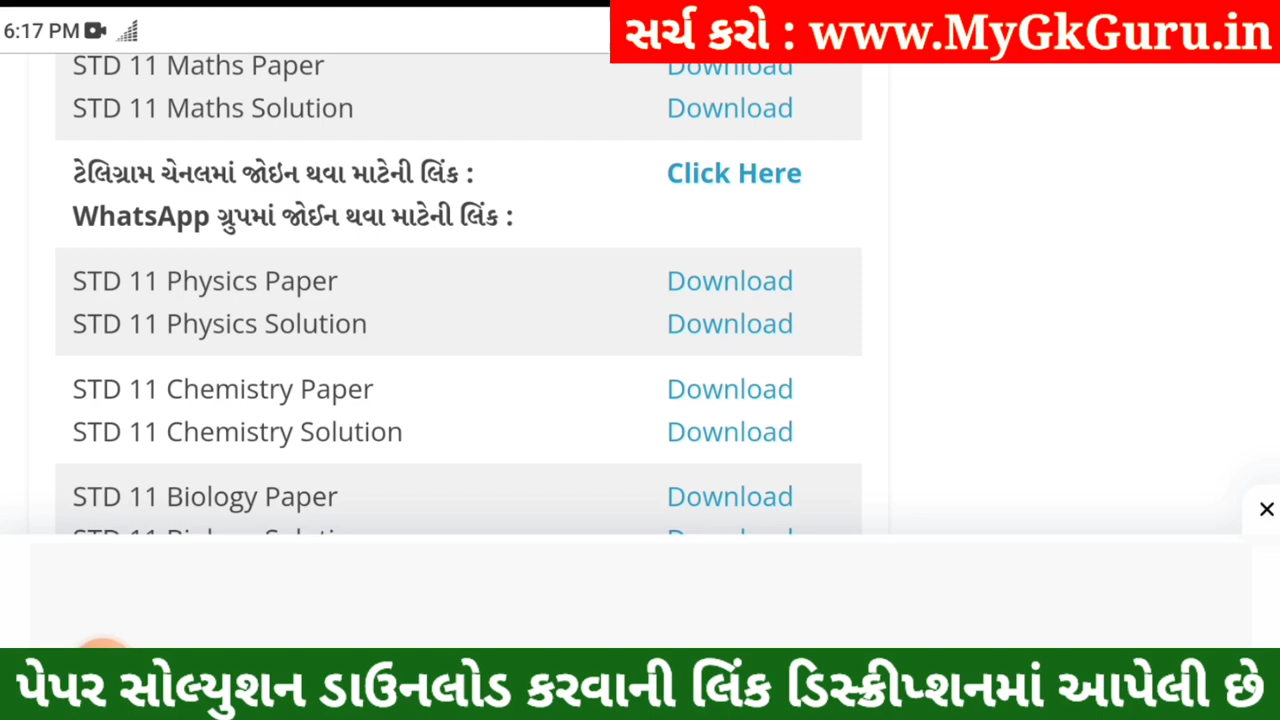 6:17 PM
સર્ચ કરો : www.MyGkGuru.in
STD 11 Maths Paper Download
STD 11 Maths Solution Download
ટેલિગ્રામ ચેનલમાં જોઇન થવા માટેની લિંક : Click Here
WhatsApp ગ્રુપમાં જોઈન થવા માટેની લિંક :
STD 11 Physics Paper Download
STD 11 Physics Solution Download
STD 11 Chemistry Paper Download
STD 11 Chemistry Solution Download
STD 11 Biology Paper Download
પેપર સોલ્યુશન ડાઉનલોડ કરવાની લિંક ડિસ્ક્રીપ્શનમાં આપેલી છે